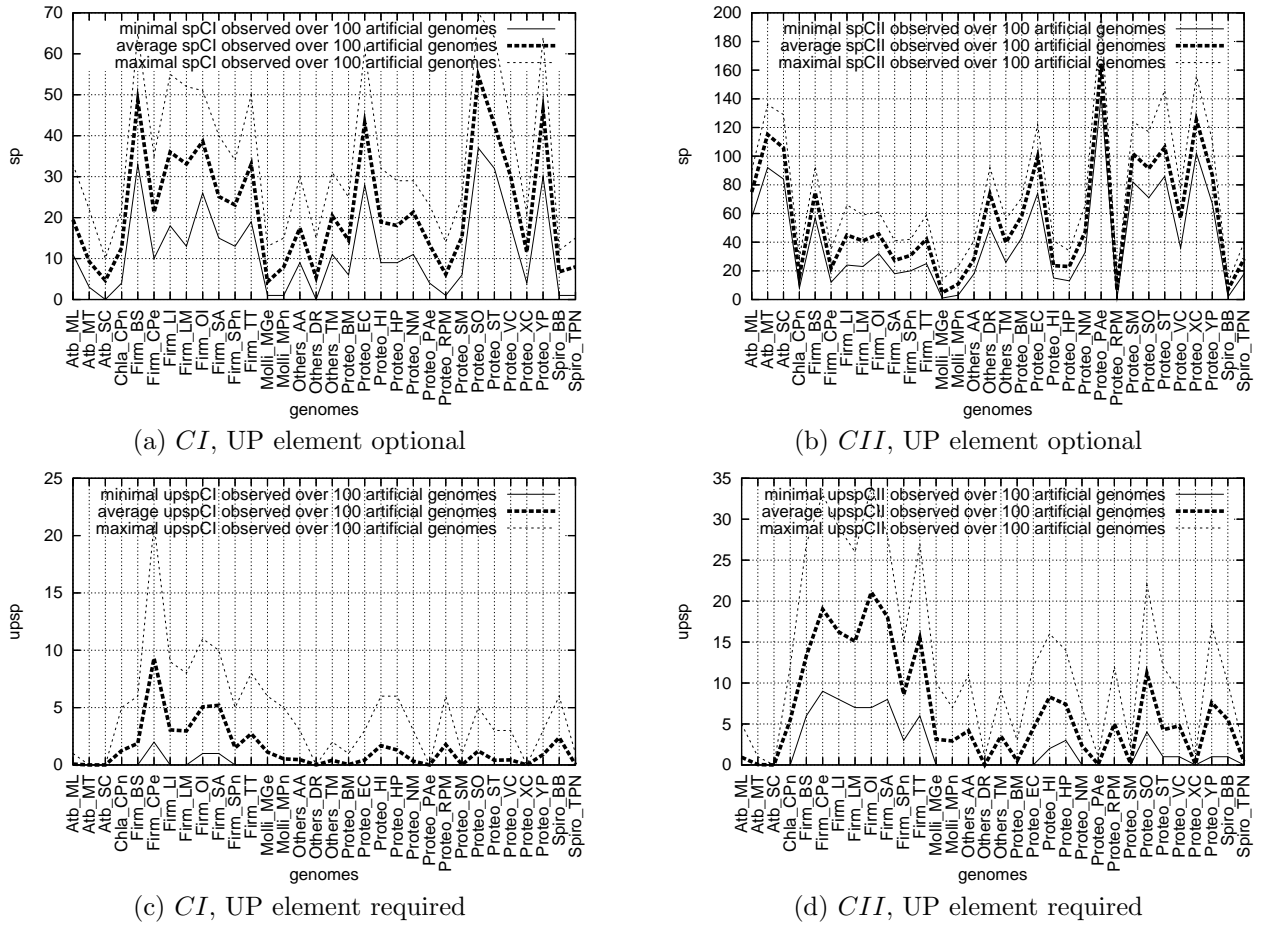 minimal spCI observed over 100 artificial genomes
average spCI observed over 100 artificial genomes
maximal spCI observed over 100 artificial genomes
70
60
50
40
30
20
10
0
sp
Atb_ML
Atb_MT
Atb_SC
Chla_CPn
Firm_BS
Firm_CPe
Firm_LI
Firm_LM
Firm_OI
Firm_SA
Firm_SPn
Firm_TT
Molli_MGe
Molli_MPn
Others_AA
Others_DR
Others_TM
Proteo_BM
Proteo_EC
Proteo_HI
Proteo_HP
Proteo_NM
Proteo_PAe
Proteo_RPM
Proteo_SM
Proteo_SO
Proteo_ST
Proteo_VC
Proteo_XC
Proteo_YP
Spiro_BB
Spiro_TPN
genomes
(a) CI, UP element optional
minimal spCII observed over 100 artificial genomes
average spCII observed over 100 artificial genomes
maximal spCII observed over 100 artificial genomes
200
180
160
140
120
100
80
60
40
20
0
sp
Atb_ML
Atb_MT
Atb_SC
Chla_CPn
Firm_BS
Firm_CPe
Firm_LI
Firm_LM
Firm_OI
Firm_SA
Firm_SPn
Firm_TT
Molli_MGe
Molli_MPn
Others_AA
Others_DR
Others_TM
Proteo_BM
Proteo_EC
Proteo_HI
Proteo_HP
Proteo_NM
Proteo_PAe
Proteo_RPM
Proteo_SM
Proteo_SO
Proteo_ST
Proteo_VC
Proteo_XC
Proteo_YP
Spiro_BB
Spiro_TPN
genomes
(b) CII, UP element optional
minimal upspCI observed over 100 artificial genomes
average upspCI observed over 100 artificial genomes
maximal upspCI observed over 100 artificial genomes
25
20
15
10
5
0
upsp
Atb_ML
Atb_MT
Atb_SC
Chla_CPn
Firm_BS
Firm_CPe
Firm_LI
Firm_LM
Firm_OI
Firm_SA
Firm_SPn
Firm_TT
Molli_MGe
Molli_MPn
Others_AA
Others_DR
Others_TM
Proteo_BM
Proteo_EC
Proteo_HI
Proteo_HP
Proteo_NM
Proteo_PAe
Proteo_RPM
Proteo_SM
Proteo_SO
Proteo_ST
Proteo_VC
Proteo_XC
Proteo_YP
Spiro_BB
Spiro_TPN
genomes
(c) CI, UP element required
minimal upspCII observed over 100 artificial genomes
average upspCII observed over 100 artificial genomes
maximal upspCII observed over 100 artificial genomes
35
30
25
20
15
10
5
0
upsp
Atb_ML
Atb_MT
Atb_SC
Chla_CPn
Firm_BS
Firm_CPe
Firm_LI
Firm_LM
Firm_OI
Firm_SA
Firm_SPn
Firm_TT
Molli_MGe
Molli_MPn
Others_AA
Others_DR
Others_TM
Proteo_BM
Proteo_EC
Proteo_HI
Proteo_HP
Proteo_NM
Proteo_PAe
Proteo_RPM
Proteo_SM
Proteo_SO
Proteo_ST
Proteo_VC
Proteo_XC
Proteo_YP
Spiro_BB
Spiro_TPN
genomes
(d) CII, UP element required